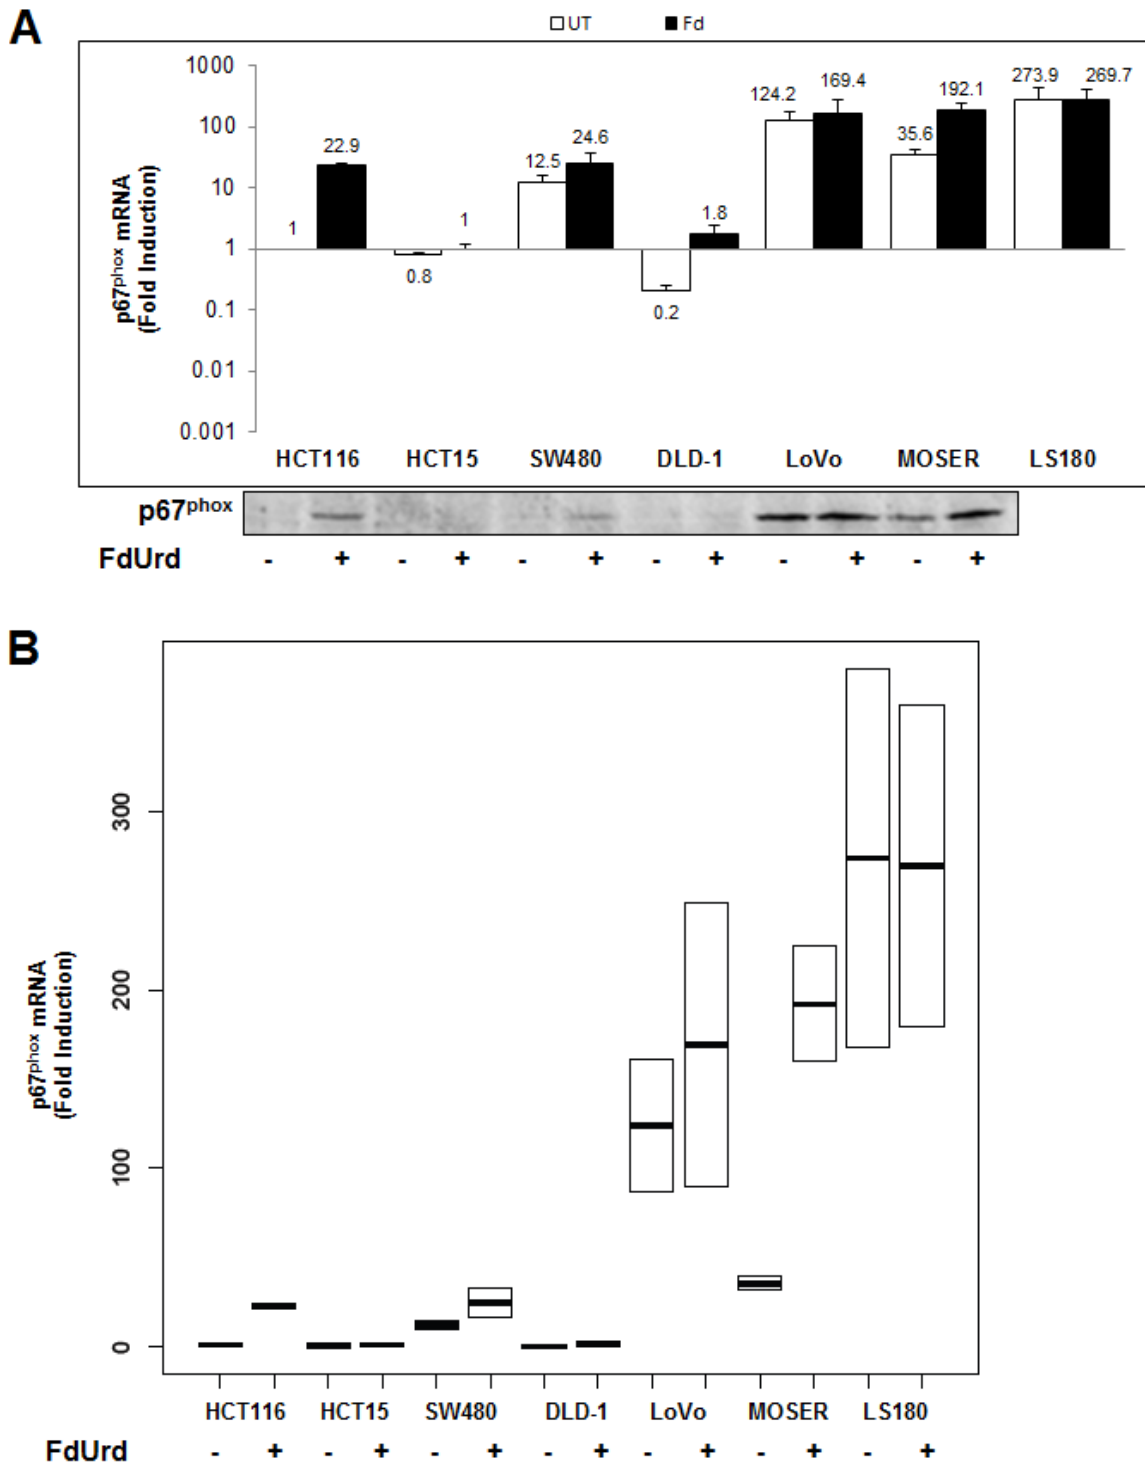 A
UT Fd
1000
100
10
1
0.1
0.01
0.001
p67phox mRNA
(Fold Induction)
1 22.9 0.8 1 12.5 24.6 0.2 1.8 124.2 169.4 35.6 192.1 273.9 269.7
HCT116 HCT15 SW480 DLD-1 LoVo MOSER LS180
p67phox
FdUrd - + - + - + - + - + - +
B
300
200
100
0
p67phox mRNA
(Fold Induction)
HCT116 HCT15 SW480 DLD-1 LoVo MOSER LS180
FdUrd - + - + - + - + - + - + - +